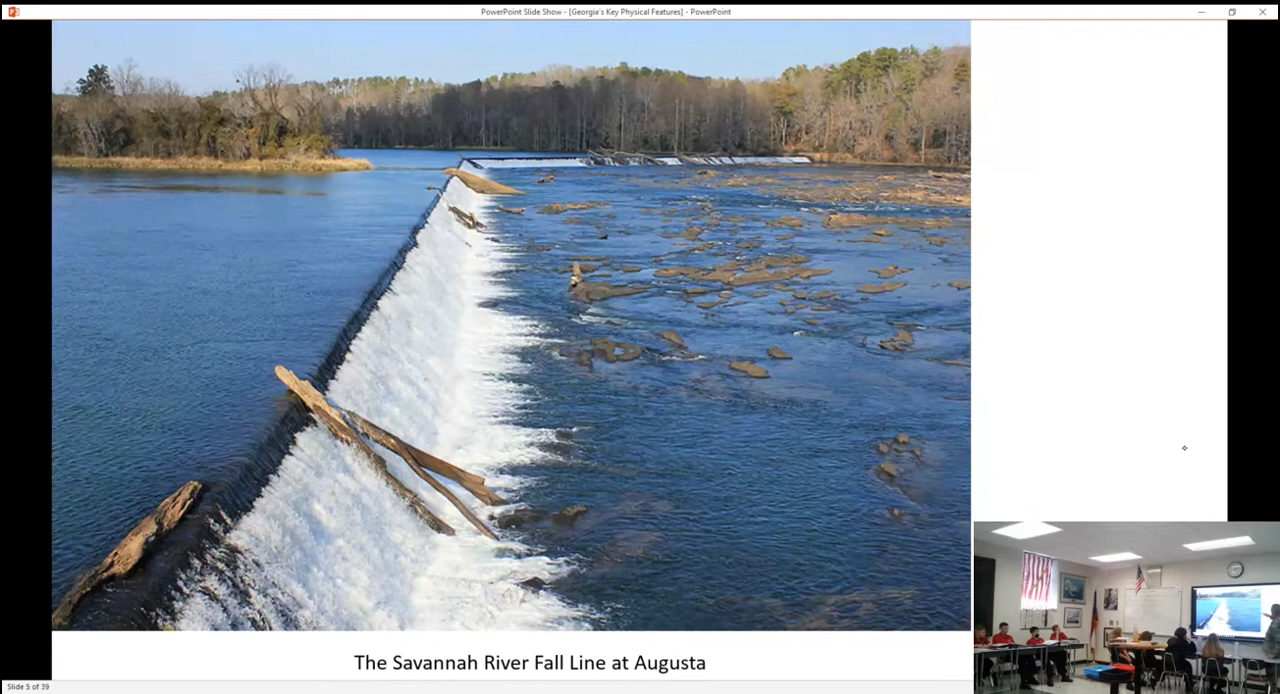 PowerPoint Slide Show - [Georgia's Key Physical Features] - PowerPoint
The Savannah River Fall Line at Augusta
Slide 5 of 39